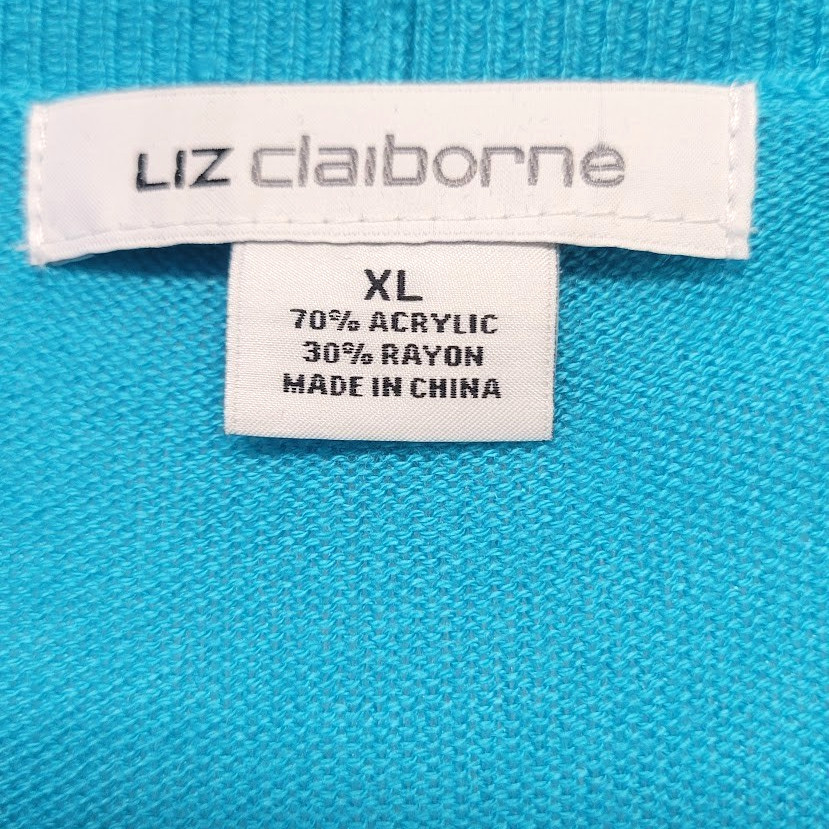 LIZ claiborne
XL
70% ACRYLIC
30% RAYON
MADE IN CHINA